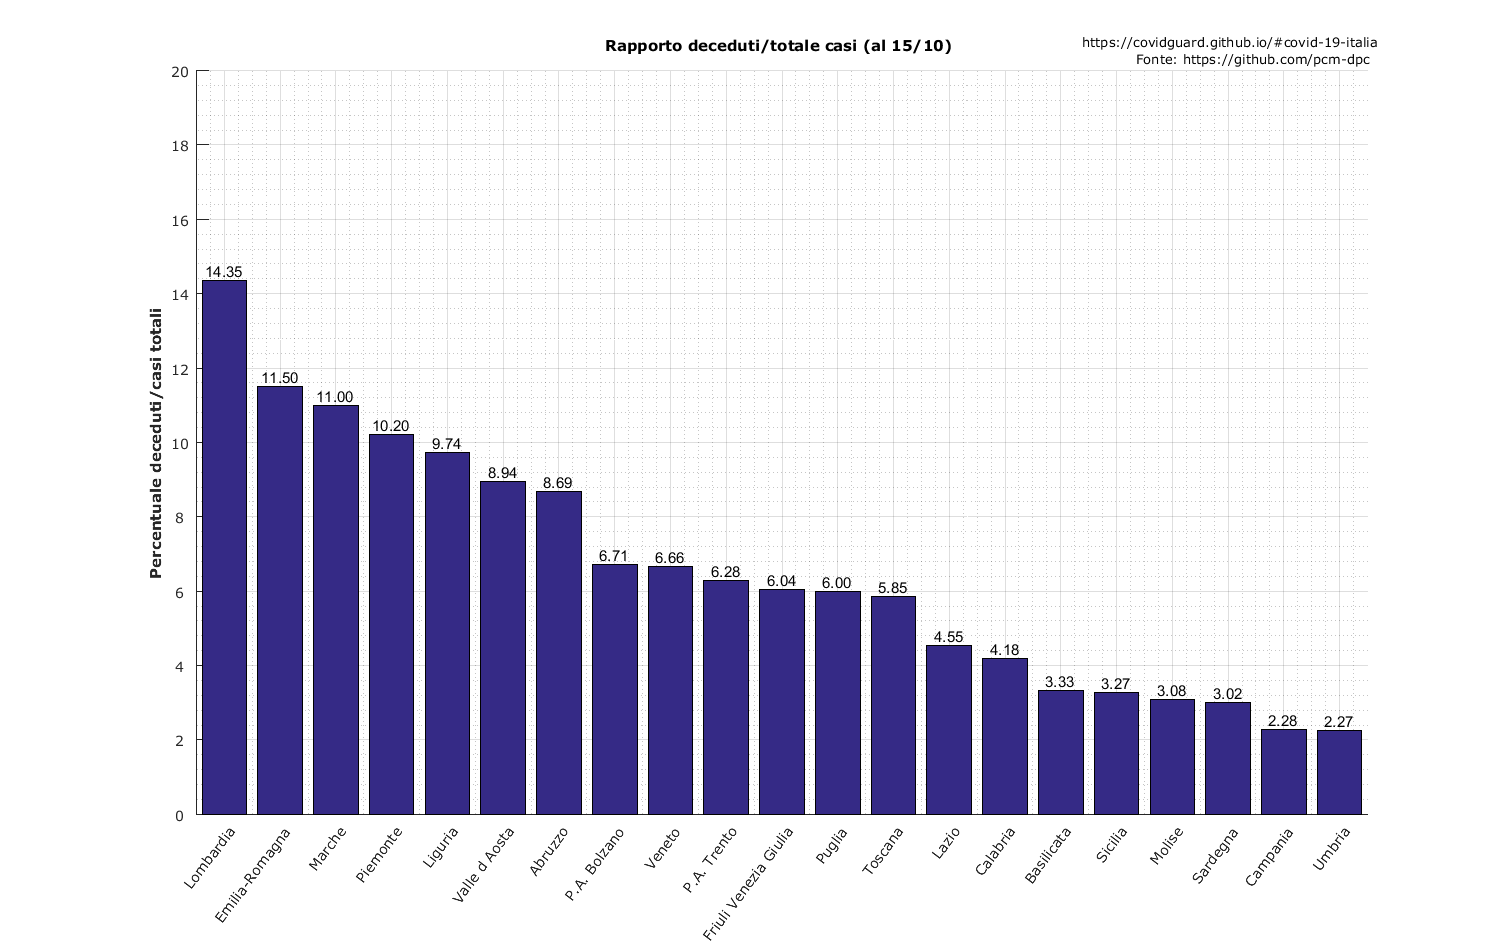 Rapporto deceduti/totale casi (al 15/10)
https://covidguard.github.io/#covid-19-italia
Fonte: https://github.com/pcm-dpc
Percentuale deceduti/casi totali
20
18
16
14
12
10
8
6
4
2
0
14.35
11.50
11.00
10.20
9.74
8.94
8.69
6.71
6.66
6.28
6.04
6.00
5.85
4.55
4.18
3.33
3.27
3.08
3.02
2.28
2.27
Lombardia
Emilia-Romagna
Marche
Piemonte
Liguria
Valle d Aosta
Abruzzo
P.A. Bolzano
Veneto
P.A. Trento
Friuli Venezia Giulia
Puglia
Toscana
Lazio
Calabria
Basilicata
Sicilia
Molise
Sardegna
Campania
Umbria